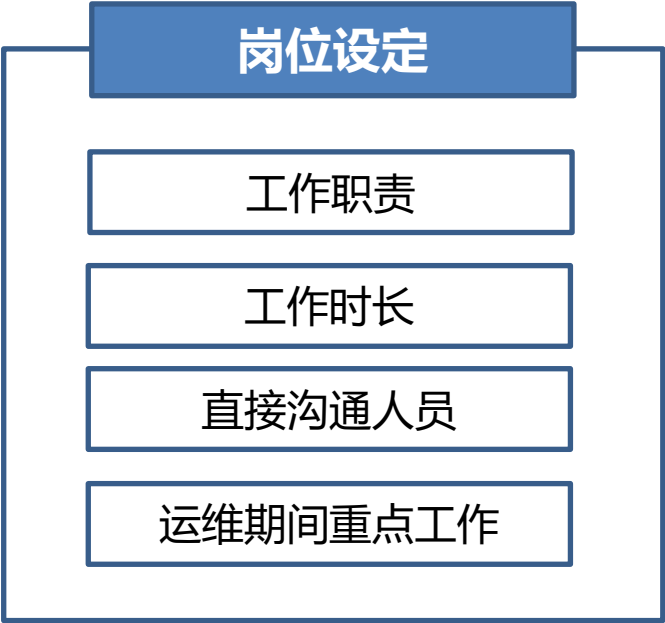 岗位设定
工作职责
工作时长
直接沟通人员
运维期间重点工作